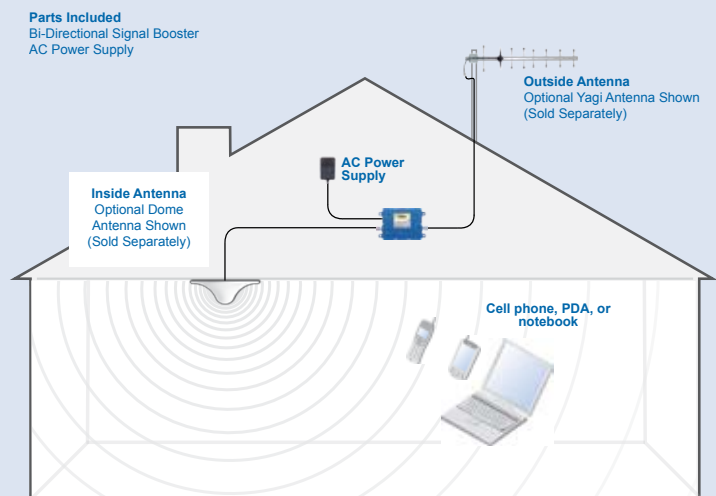 Parts Included
Bi-Directional Signal Booster
AC Power Supply
Outside Antenna
Optional Yagi Antenna Shown
(Sold Separately)
AC Power
Supply
Inside Antenna
Optional Dome
Antenna Shown
(Sold Separately)
Cell phone, PDA, or
notebook